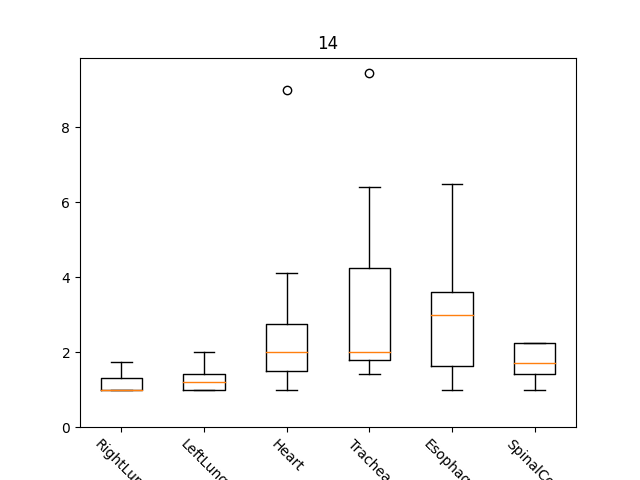 14
8
6
4
2
0
RightLun
LeftLung
Heart
Trachea
Esophag
SpinalCo